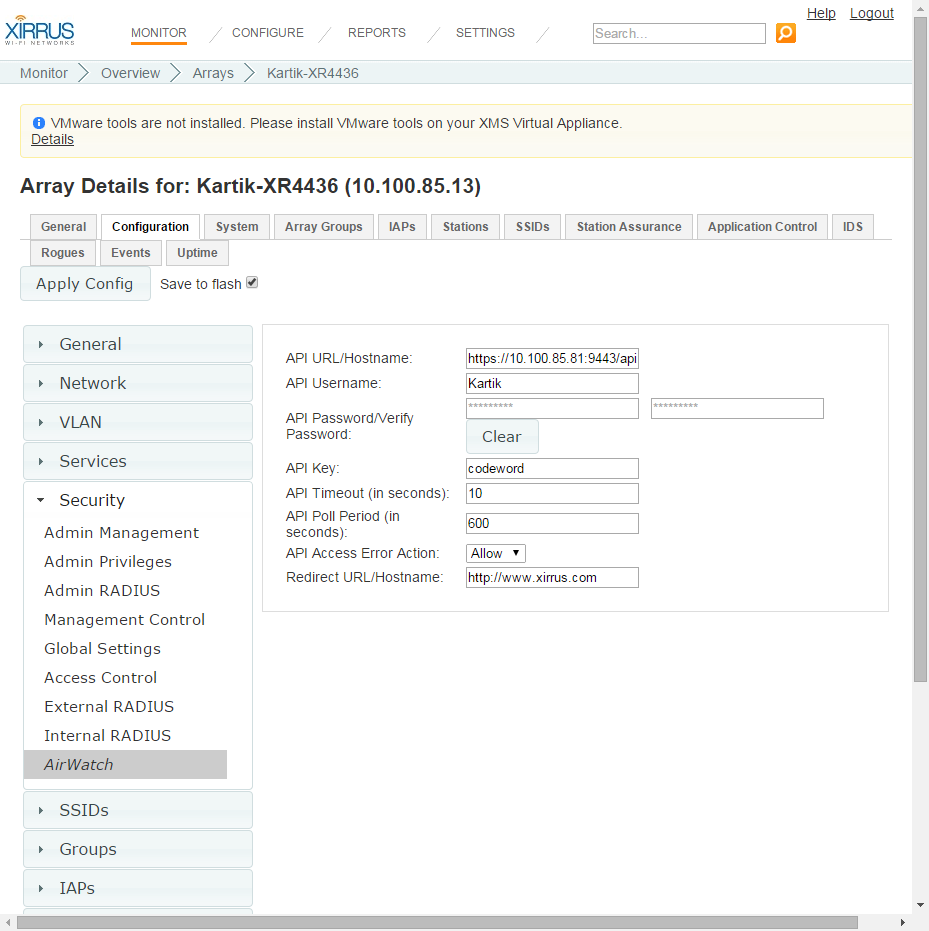 Help Logout
XIRRUS
WI-FI NETWORKS
MONITOR CONFIGURE REPORTS SETTINGS Search...
Monitor Overview Arrays Kartik-XR4436
VMware tools are not installed. Please install VMware tools on your XMS Virtual Appliance.
Details
Array Details for: Kartik-XR4436 (10.100.85.13)
General Configuration System Array Groups IAPs Stations SSIDs Station Assurance Application Control IDS
Rogues Events Uptime
Apply Config Save to flash
General
Network
VLAN
Services
Security
Admin Management
Admin Privileges
Admin RADIUS
Management Control
Global Settings
Access Control
External RADIUS
Internal RADIUS
AirWatch
SSIDs
Groups
IAPs
API URL/Hostname: https://10.100.85.81:9443/api
API Username: Kartik
API Password/Verify Password: ********* *********
Clear
API Key: codeword
API Timeout (in seconds): 10
API Poll Period (in seconds): 600
API Access Error Action: Allow
Redirect URL/Hostname: http://www.xirrus.com